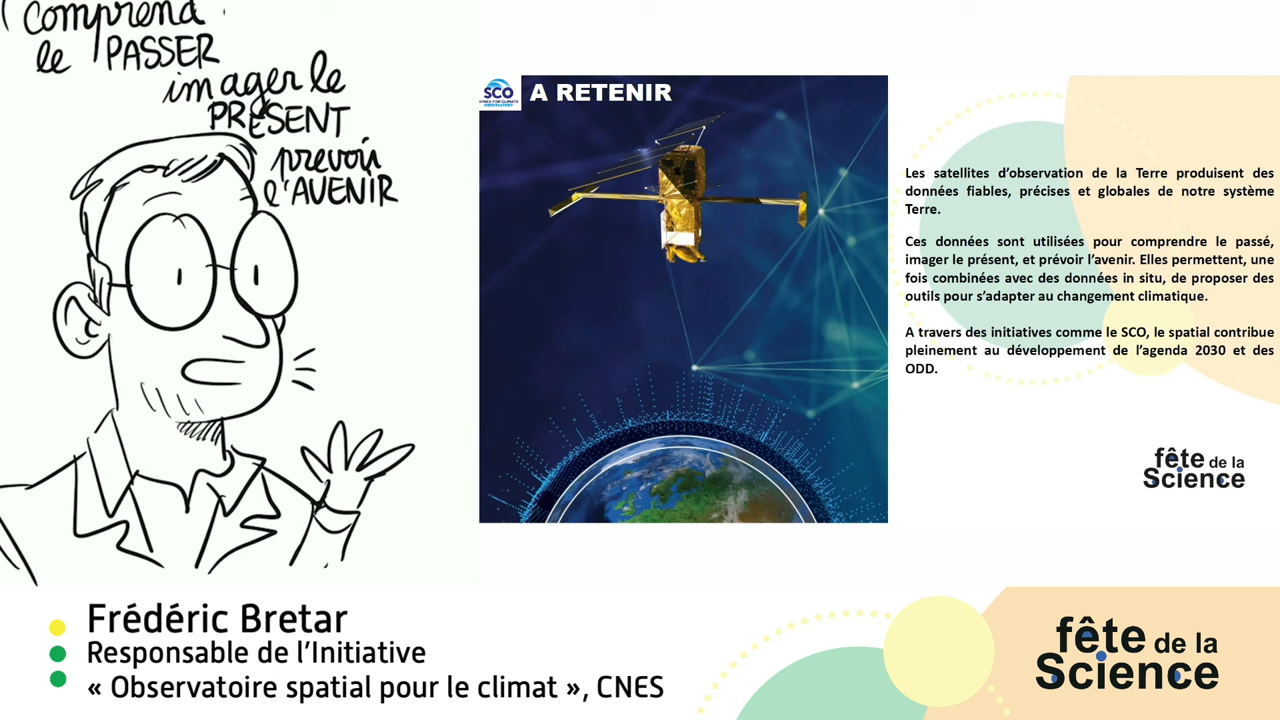 comprend
le PASSER
imager le
PRESENT
prevoir
l'AVENIR
SCO
SPACE FOR CLIMATE
OBSERVATORY
A RETENIR
Les satellites d'observation de la Terre produisent des
données fiables, précises et globales de notre système
Terre.
Ces données sont utilisées pour comprendre le passé,
imager le présent, et prévoir l'avenir. Elles permettent, une
fois combinées avec des données in situ, de proposer des
outils pour s'adapter au changement climatique.
A travers des initiatives comme le SCO, le spatial contribue
pleinement au développement de l'agenda 2030 et des
ODD.
fête de la
Science
Frédéric Bretar
Responsable de l'Initiative
« Observatoire spatial pour le climat », CNES
fête de la
Science